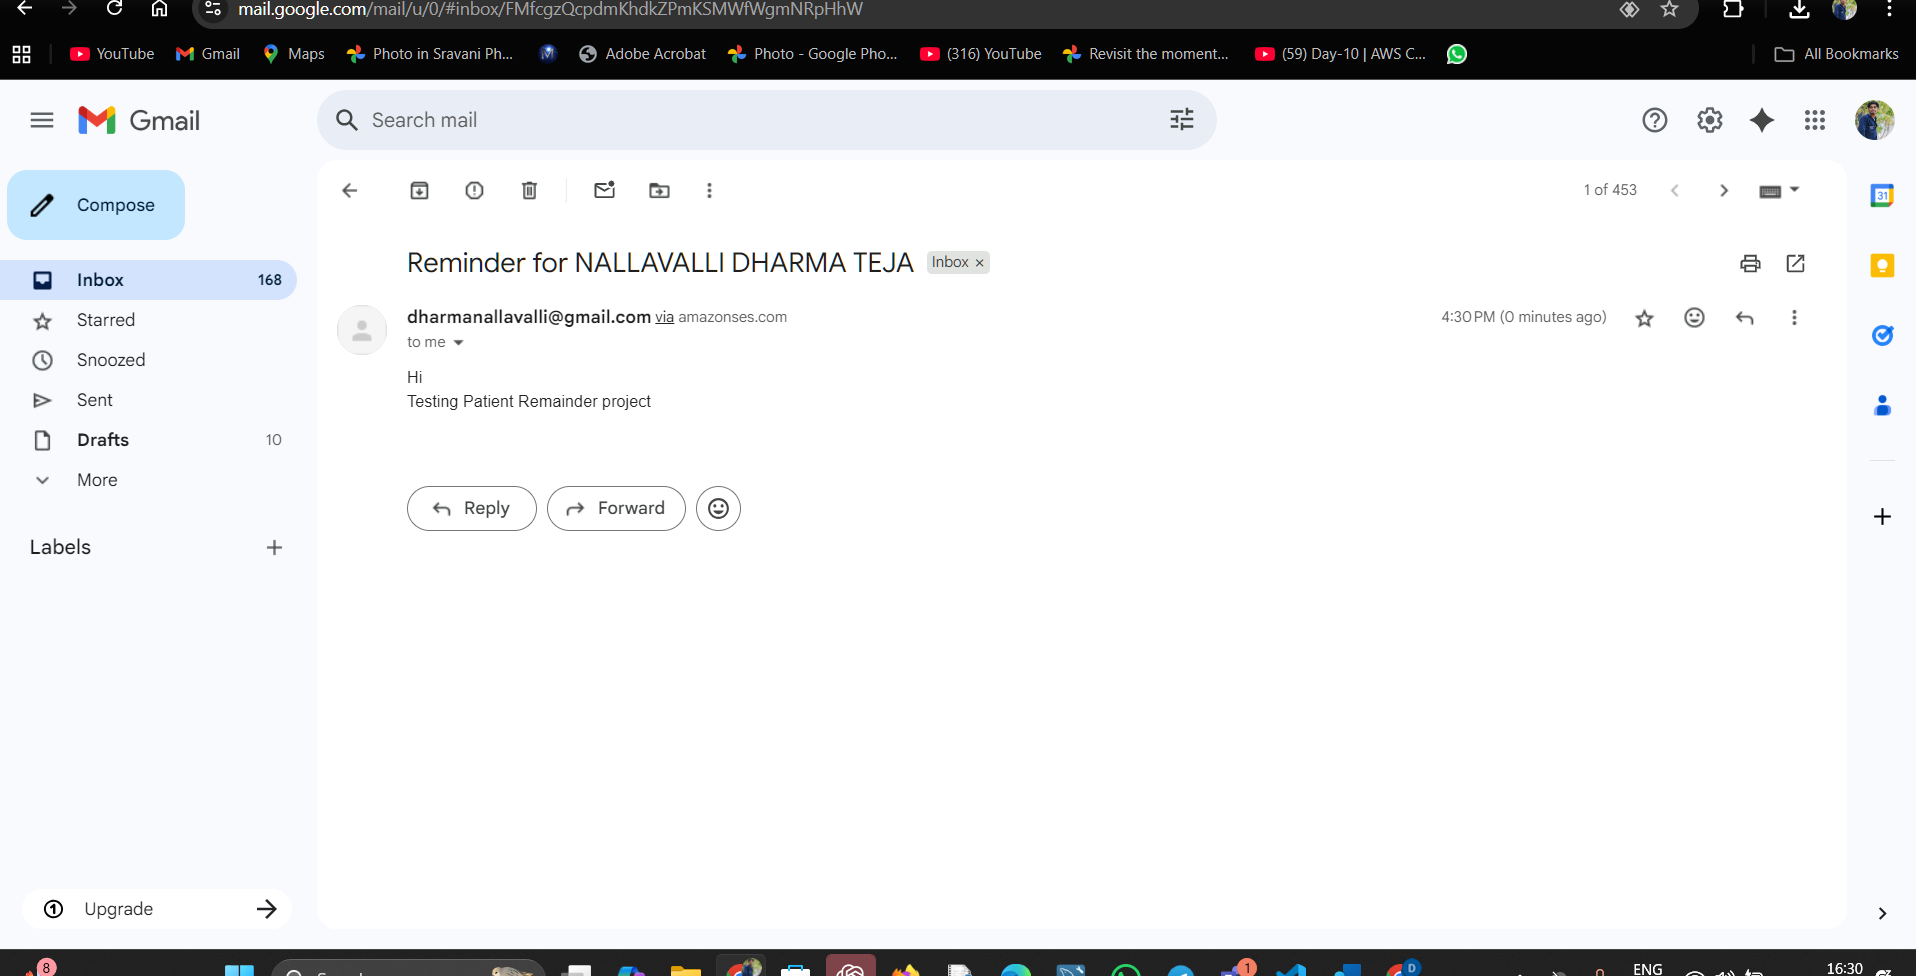 mail.google.com/mail/u/0/#inbox/FMfcgzQcpdmKhdkZPmKSMWfWgmNRpHhW
YouTube Gmail Maps Photo in Sravani Ph... Adobe Acrobat Photo - Google Pho... (316) YouTube Revisit the moment... (59) Day-10 | AWS C... All Bookmarks
Gmail
Search mail
Compose
1 of 453
31
Inbox 168
Starred
Snoozed
Sent
Drafts 10
More
Labels
Reminder for NALLAVALLI DHARMA TEJA Inbox ×
dharmanallavalli@gmail.com via amazonses.com 4:30 PM (0 minutes ago)
to me
Hi
Testing Patient Remainder project
Reply Forward
1 Upgrade
8 1 D ENG 16:30